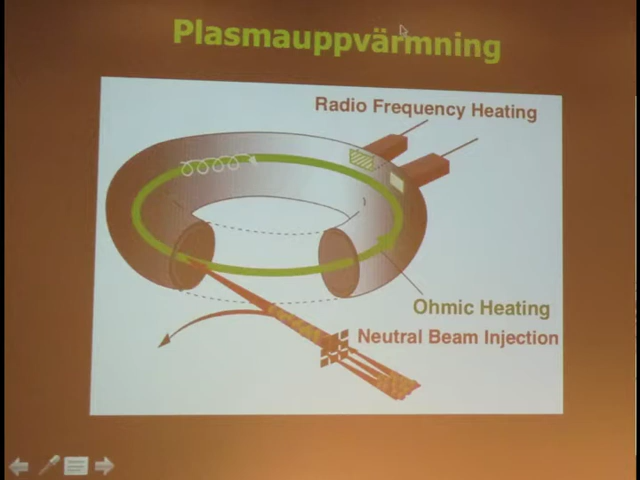 Plasmauppvärmning
Radio Frequency Heating
Ohmic Heating
Neutral Beam Injection